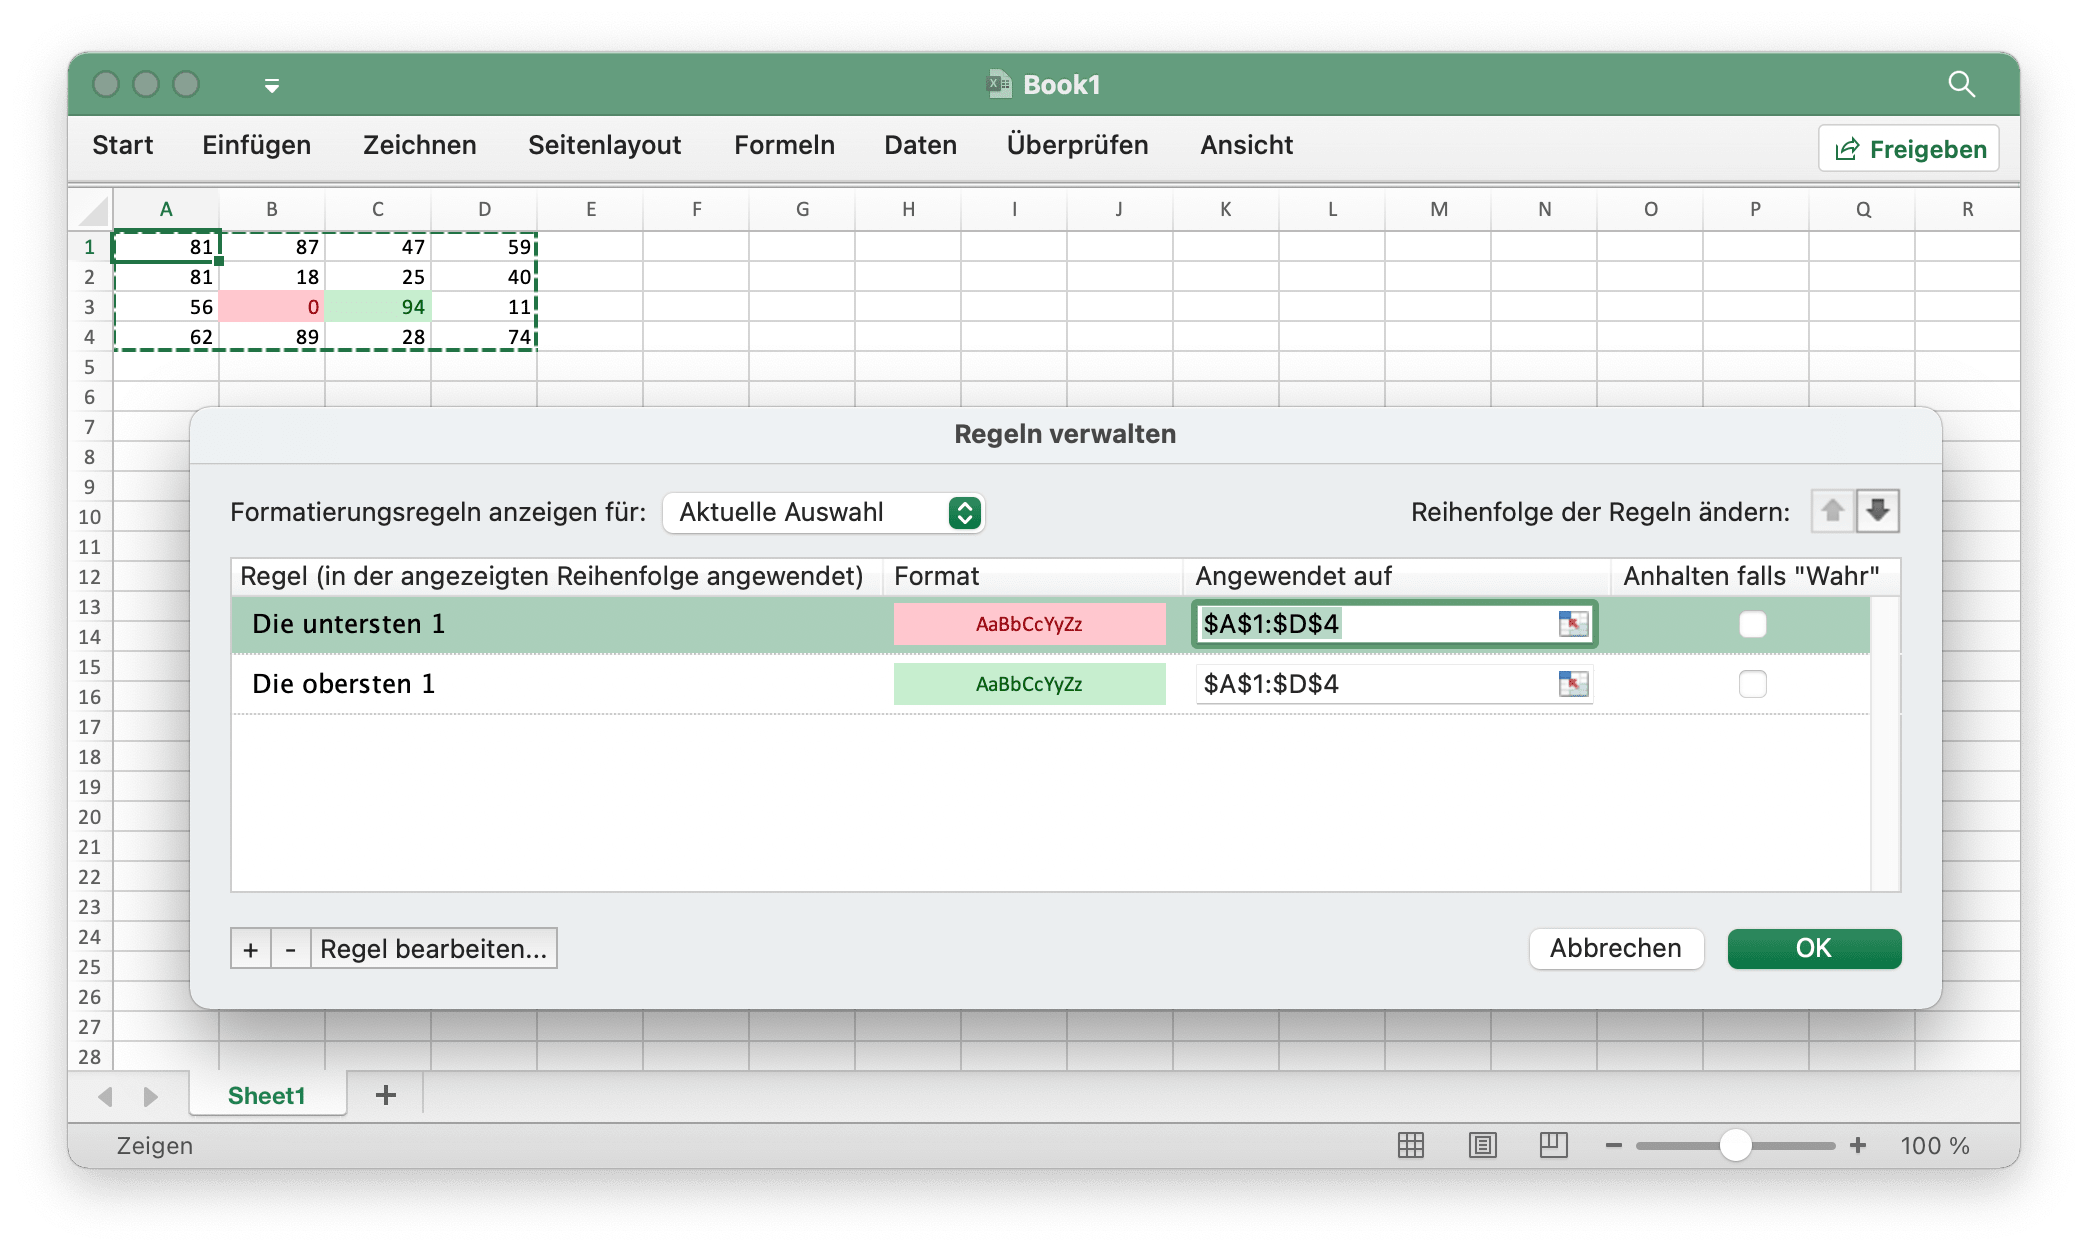 Book1
Start Einfügen Zeichnen Seitenlayout Formeln Daten Überprüfen Ansicht Freigeben
A B C D E F G H I J K L M N O P Q R
1 81 87 47 59
2 81 18 25 40
3 56 0 94 11
4 62 89 28 74
5
6
7
Regeln verwalten
8
9
10
Formatierungsregeln anzeigen für: Aktuelle Auswahl Reihenfolge der Regeln ändern:
11
12
Regel (in der angezeigten Reihenfolge angewendet) Format Angewendet auf Anhalten falls "Wahr"
13
14
Die untersten 1 AaBbCcYyZz $A$1:$D$4
15
16
Die obersten 1 AaBbCcYyZz $A$1:$D$4
17
18
19
20
21
22
23
24
+ - Regel bearbeiten... Abbrechen OK
25
26
27
28
Sheet1 +
Zeigen − + 100 %